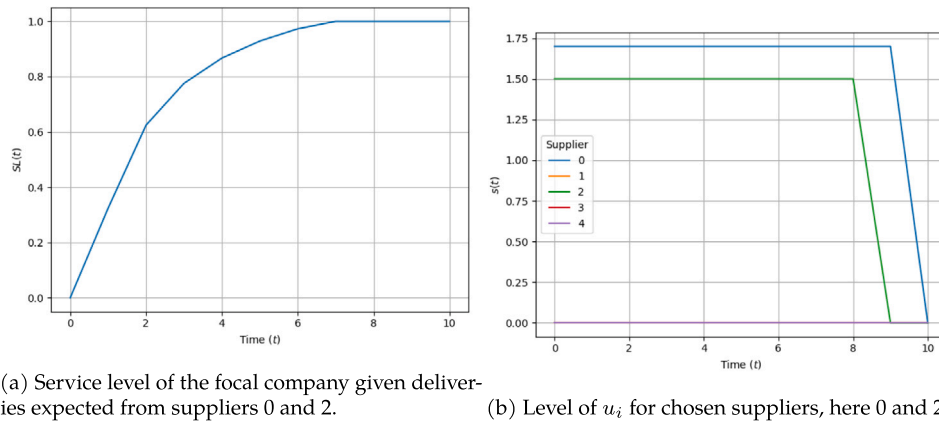 1.0
0.8
0.6
0.4
0.2
0.0
SL(t)
0 2 4 6 8 10
Time (t)
1.75
1.50
1.25
1.00
0.75
0.50
0.25
0.00
s(t)
Supplier
0
1
2
3
4
0 2 4 6 8 10
Time (t)
(a) Service level of the focal company given deliver-
ies expected from suppliers 0 and 2.
(b) Level of u_i for chosen suppliers, here 0 and 2